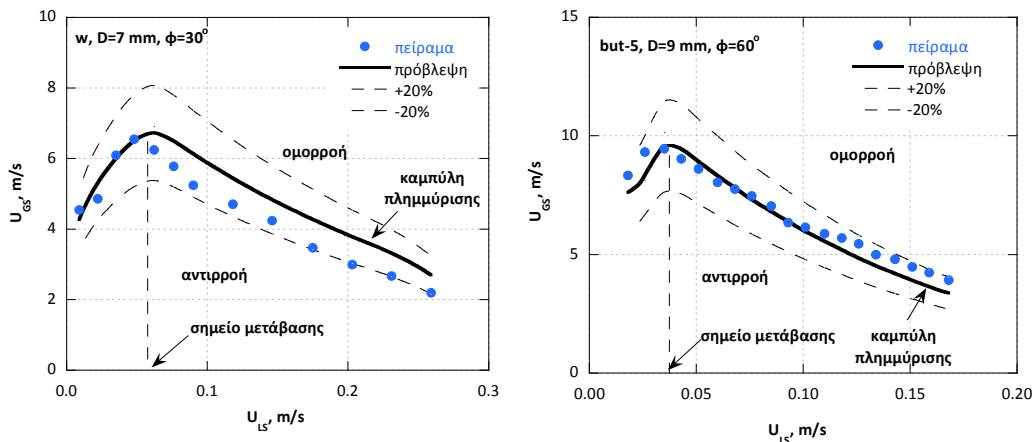 w, D=7 mm, φ=30°
πείραμα
πρόβλεψη
+20%
-20%
ομορροή
καμπύλη
πλημμύρισης
αντιρροή
σημείο μετάβασης
10
8
6
4
2
0
U_GS, m/s
0.00 0.1 0.2 0.3
U_LS, m/s
but-5, D=9 mm, φ=60°
πείραμα
πρόβλεψη
+20%
-20%
ομορροή
αντιρροή
σημείο μετάβασης
καμπύλη
πλημμύρισης
15
10
5
0
U_GS, m/s
0.00 0.05 0.10 0.15 0.20
U_LS, m/s